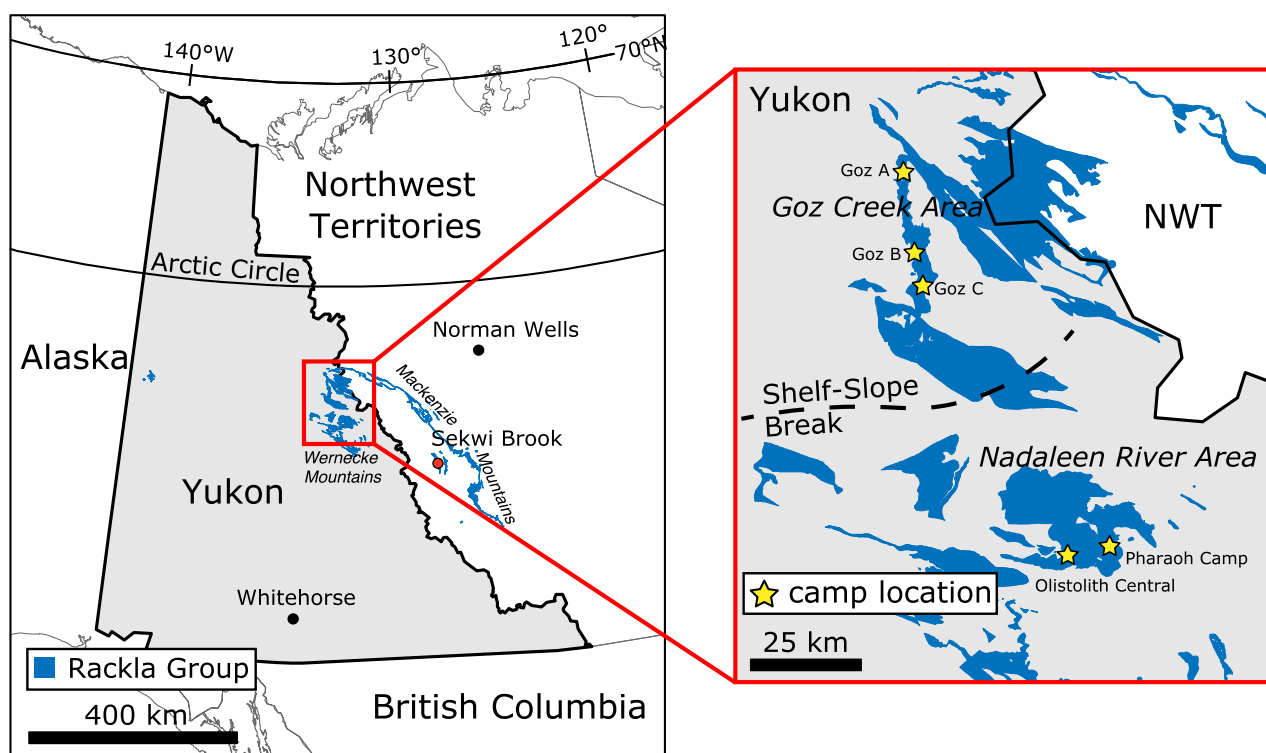 140°W
130°
120°
70°N
Northwest
Territories
Arctic Circle
Norman Wells
Alaska
Mackenzie
Sekwi Brook
Wernecke
Mountains
Mountains
Yukon
Whitehorse
Rackla Group
400 km
British Columbia
Yukon
Goz A
Goz Creek Area
NWT
Goz B
Goz C
Shelf-Slope
Break
Nadaleen River Area
Pharaoh Camp
Olistolith Central
camp location
25 km